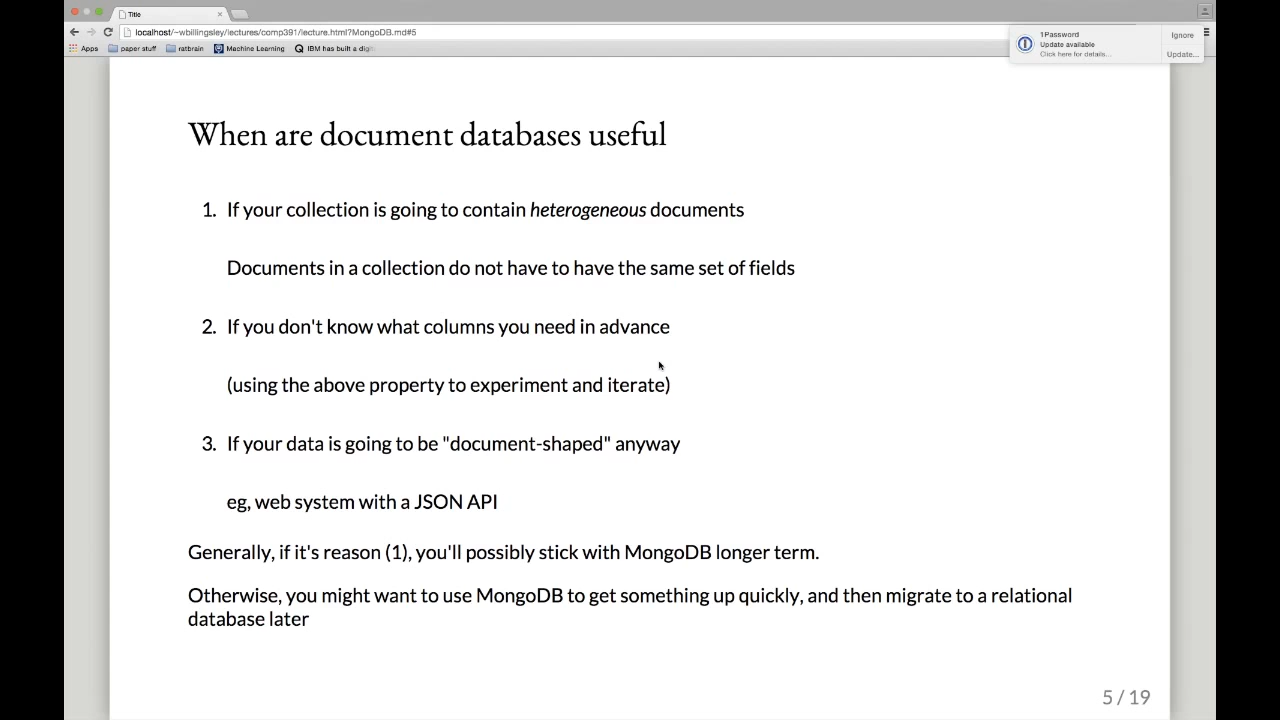 Title
localhost/~wbillingsley/lectures/comp391/lecture.html?MongoDB.md#5
Apps paper stuff ratbrain Machine Learning IBM has built a digit
1Password
Update available
Click here for details...
Ignore
Update...
When are document databases useful
1. If your collection is going to contain heterogeneous documents
Documents in a collection do not have to have the same set of fields
2. If you don't know what columns you need in advance
(using the above property to experiment and iterate)
3. If your data is going to be "document-shaped" anyway
eg, web system with a JSON API
Generally, if it's reason (1), you'll possibly stick with MongoDB longer term.
Otherwise, you might want to use MongoDB to get something up quickly, and then migrate to a relational
database later
5 / 19